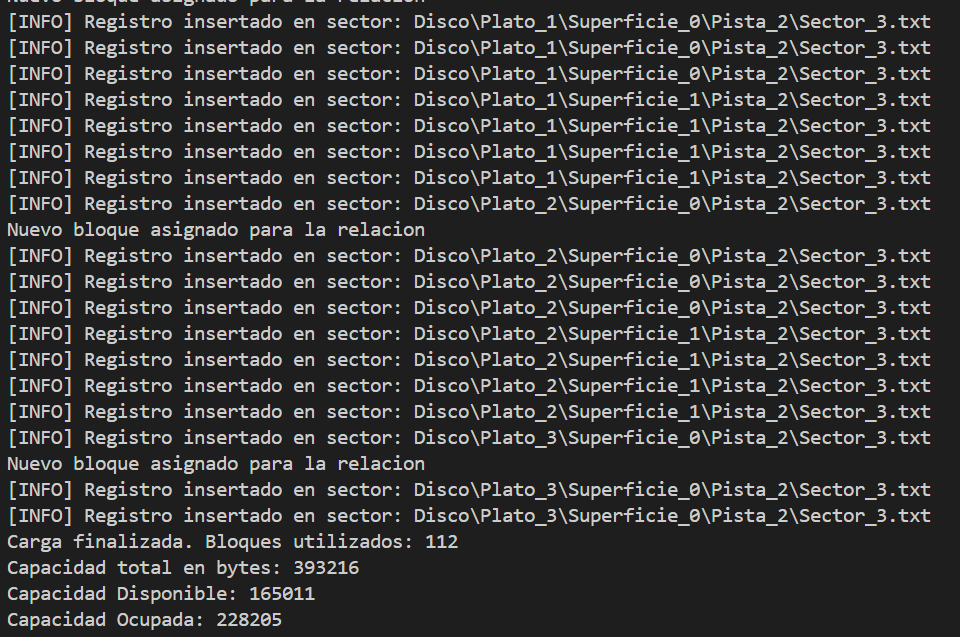 Nuevo bloque asignado para la relacion
[INFO] Registro insertado en sector: Disco\Plato_1\Superficie_0\Pista_2\Sector_3.txt
[INFO] Registro insertado en sector: Disco\Plato_1\Superficie_0\Pista_2\Sector_3.txt
[INFO] Registro insertado en sector: Disco\Plato_1\Superficie_0\Pista_2\Sector_3.txt
[INFO] Registro insertado en sector: Disco\Plato_1\Superficie_1\Pista_2\Sector_3.txt
[INFO] Registro insertado en sector: Disco\Plato_1\Superficie_1\Pista_2\Sector_3.txt
[INFO] Registro insertado en sector: Disco\Plato_1\Superficie_1\Pista_2\Sector_3.txt
[INFO] Registro insertado en sector: Disco\Plato_1\Superficie_1\Pista_2\Sector_3.txt
[INFO] Registro insertado en sector: Disco\Plato_2\Superficie_0\Pista_2\Sector_3.txt
Nuevo bloque asignado para la relacion
[INFO] Registro insertado en sector: Disco\Plato_2\Superficie_0\Pista_2\Sector_3.txt
[INFO] Registro insertado en sector: Disco\Plato_2\Superficie_0\Pista_2\Sector_3.txt
[INFO] Registro insertado en sector: Disco\Plato_2\Superficie_0\Pista_2\Sector_3.txt
[INFO] Registro insertado en sector: Disco\Plato_2\Superficie_1\Pista_2\Sector_3.txt
[INFO] Registro insertado en sector: Disco\Plato_2\Superficie_1\Pista_2\Sector_3.txt
[INFO] Registro insertado en sector: Disco\Plato_2\Superficie_1\Pista_2\Sector_3.txt
[INFO] Registro insertado en sector: Disco\Plato_2\Superficie_1\Pista_2\Sector_3.txt
[INFO] Registro insertado en sector: Disco\Plato_3\Superficie_0\Pista_2\Sector_3.txt
Nuevo bloque asignado para la relacion
[INFO] Registro insertado en sector: Disco\Plato_3\Superficie_0\Pista_2\Sector_3.txt
[INFO] Registro insertado en sector: Disco\Plato_3\Superficie_0\Pista_2\Sector_3.txt
Carga finalizada. Bloques utilizados: 112
Capacidad total en bytes: 393216
Capacidad Disponible: 165011
Capacidad Ocupada: 228205